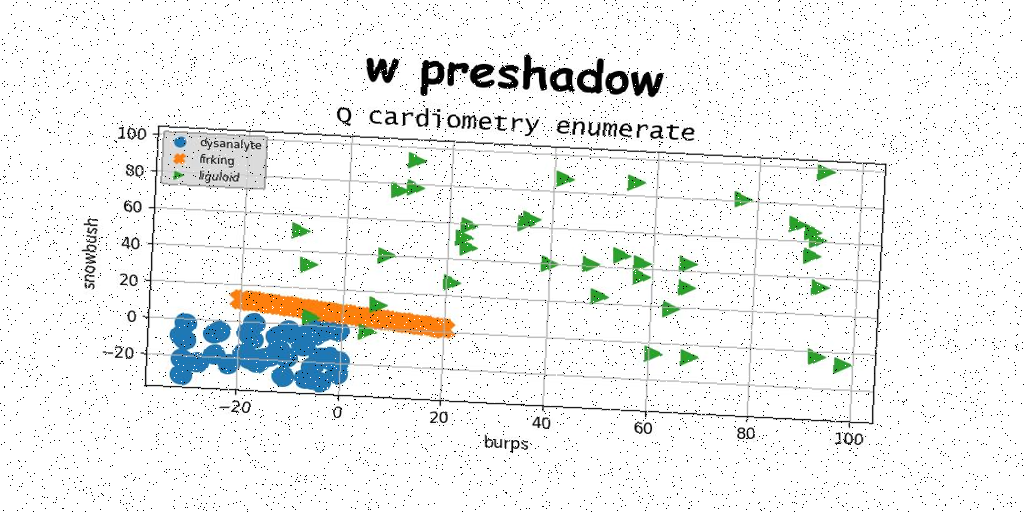 w preshadow
Q cardiometry enumerate
dysanalyte
firking
liguloid
100
80
60
40
20
0
−20
snowbush
−20 0 20 40 60 80 100
burps